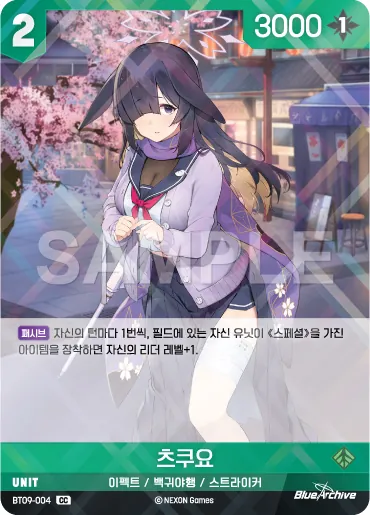 2
3000 1
SAMPLE
패시브 자신의 턴마다 1번씩, 필드에 있는 자신 유닛이 《스페셜》을 가진
아이템을 장착하면 자신의 리더 레벨+1.
츠쿠요
UNIT
이팩트 / 백귀야행 / 스트라이커
BT09-004 CC
© NEXON Games
BlueArchive